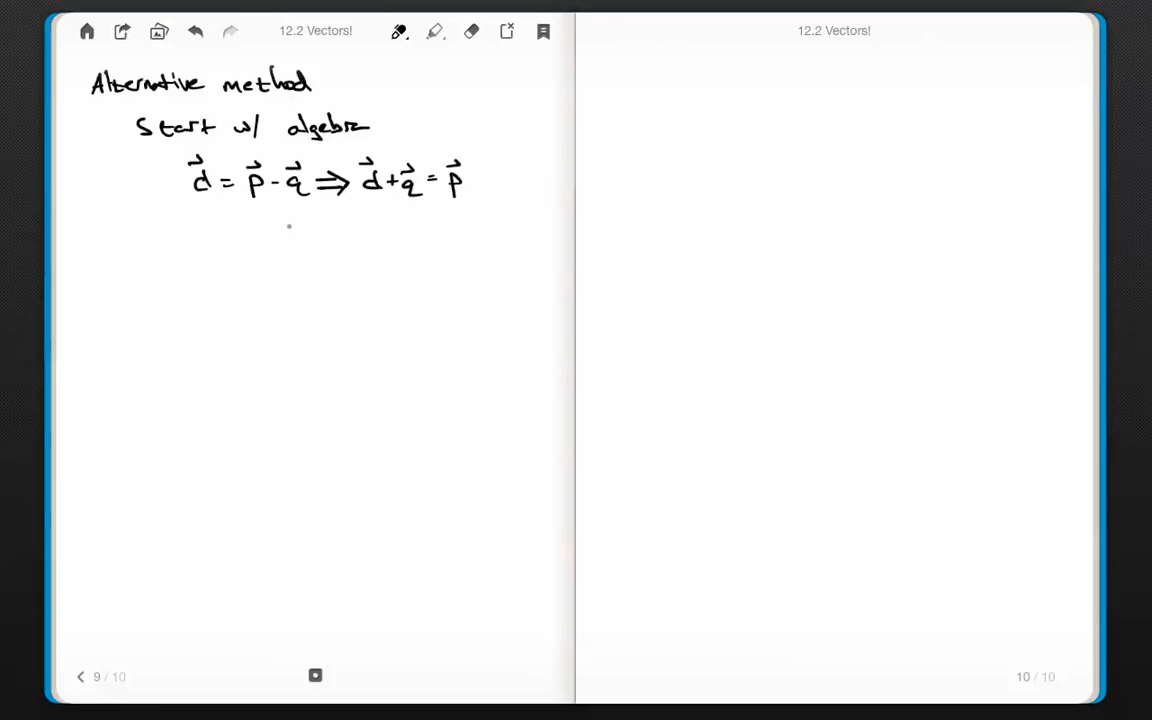 12.2 Vectors!
Alternative method
Start w/ algebra
d⃗ = p⃗ - q⃗ ⇒ d⃗ + q⃗ = p⃗
9 / 10
12.2 Vectors!
10 / 10